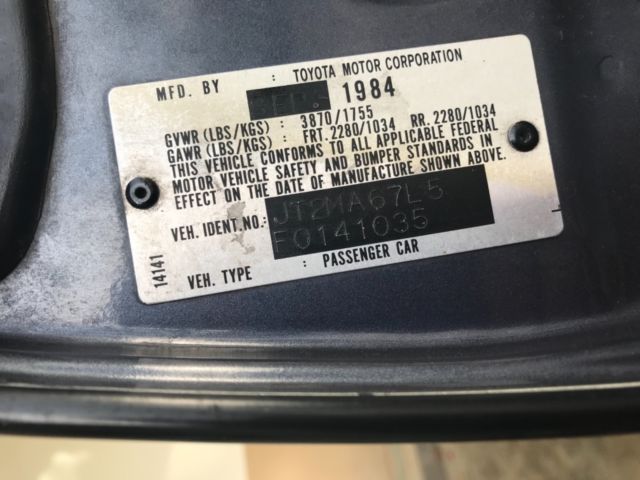 MFD. BY : TOYOTA MOTOR CORPORATION
1984
GVWR (LBS/KGS) : 3870/1755
GAWR (LBS/KGS) : FRT. 2280/1034 RR. 2280/1034
THIS VEHICLE CONFORMS TO ALL APPLICABLE FEDERAL
MOTOR VEHICLE SAFETY AND BUMPER STANDARDS IN
EFFECT ON THE DATE OF MANUFACTURE SHOWN ABOVE.
VEH. IDENT.NO.: JT2MA67L5
F0141035
VEH. TYPE : PASSENGER CAR
14141